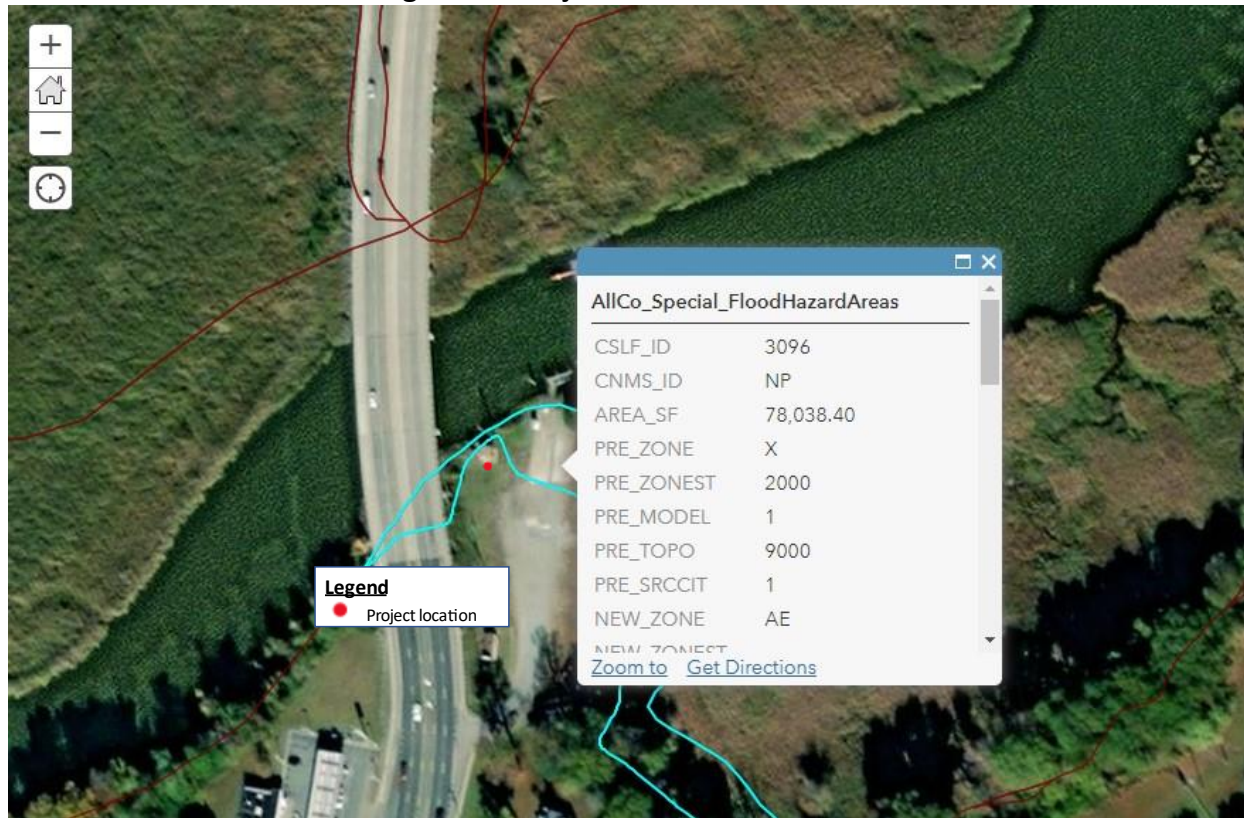 +
−
AllCo_Special_FloodHazardAreas
CSLF_ID 3096
CNMS_ID NP
AREA_SF 78,038.40
PRE_ZONE X
PRE_ZONEST 2000
PRE_MODEL 1
PRE_TOPO 9000
PRE_SRCCIT 1
NEW_ZONE AE
NEW_ZONEST
Zoom to Get Directions
Legend
Project location